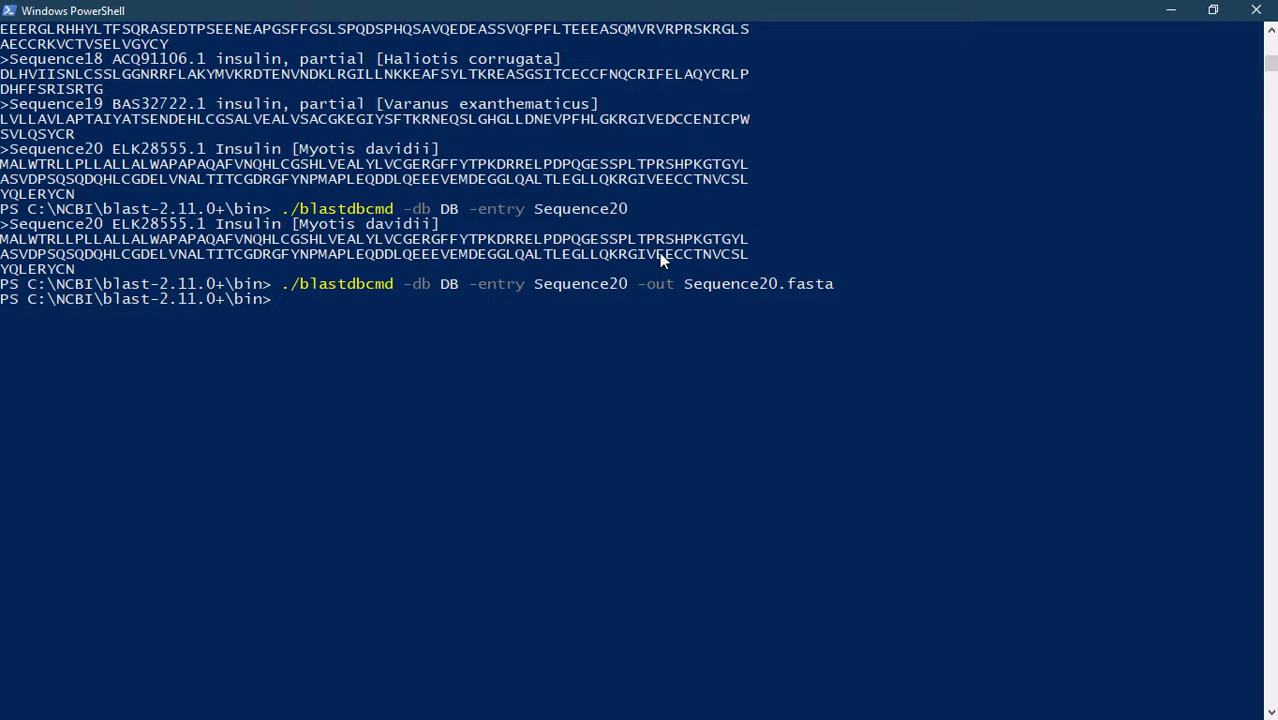 Windows PowerShell
EEERGLRHHYLTFSQRASEDTPSEENEAPGSFFGSLSPQDSPHQSAVQEDEASSVQFPFLTEEEASQMVRVRPRSKRGLS
AECCRKVCTVSELVGYCY
>Sequence18 ACQ91106.1 insulin, partial [Haliotis corrugata]
DLHVIISNLCSSLGGNRRFLAKYMVKRDTENVNDKLRGILLNKKEAFSYLTKREASGSITCECCFNQCRIFELAQYCRLP
DHFFSRISRTG
>Sequence19 BAS32722.1 insulin, partial [Varanus exanthematicus]
LVLLAVLAPTAIYATSENDEHLCGSALVEALVSACGKEGIYSFTKRNEQSLGHGLLDNEVPFHLGKRGIVEDCCENICPW
SVLQSYCR
>Sequence20 ELK28555.1 Insulin [Myotis davidii]
MALWTRLLPLLALLALWAPAPAQAFVNQHLCGSHLVEALYLVCGERGFFYTPKDRRELPDPQGESSPLTPRSHPKGTGYL
ASVDPSQSQDQHLCGDELVNALTITCGDRGFYNPMAPLEQDDLQEEEVEMDEGGLQALTLEGLLQKRGIVEECCTNVCSL
YQLERYCN
PS C:\NCBI\blast-2.11.0+\bin> ./blastdbcmd -db DB -entry Sequence20
>Sequence20 ELK28555.1 Insulin [Myotis davidii]
MALWTRLLPLLALLALWAPAPAQAFVNQHLCGSHLVEALYLVCGERGFFYTPKDRRELPDPQGESSPLTPRSHPKGTGYL
ASVDPSQSQDQHLCGDELVNALTITCGDRGFYNPMAPLEQDDLQEEEVEMDEGGLQALTLEGLLQKRGIVEECCTNVCSL
YQLERYCN
PS C:\NCBI\blast-2.11.0+\bin> ./blastdbcmd -db DB -entry Sequence20 -out Sequence20.fasta
PS C:\NCBI\blast-2.11.0+\bin>